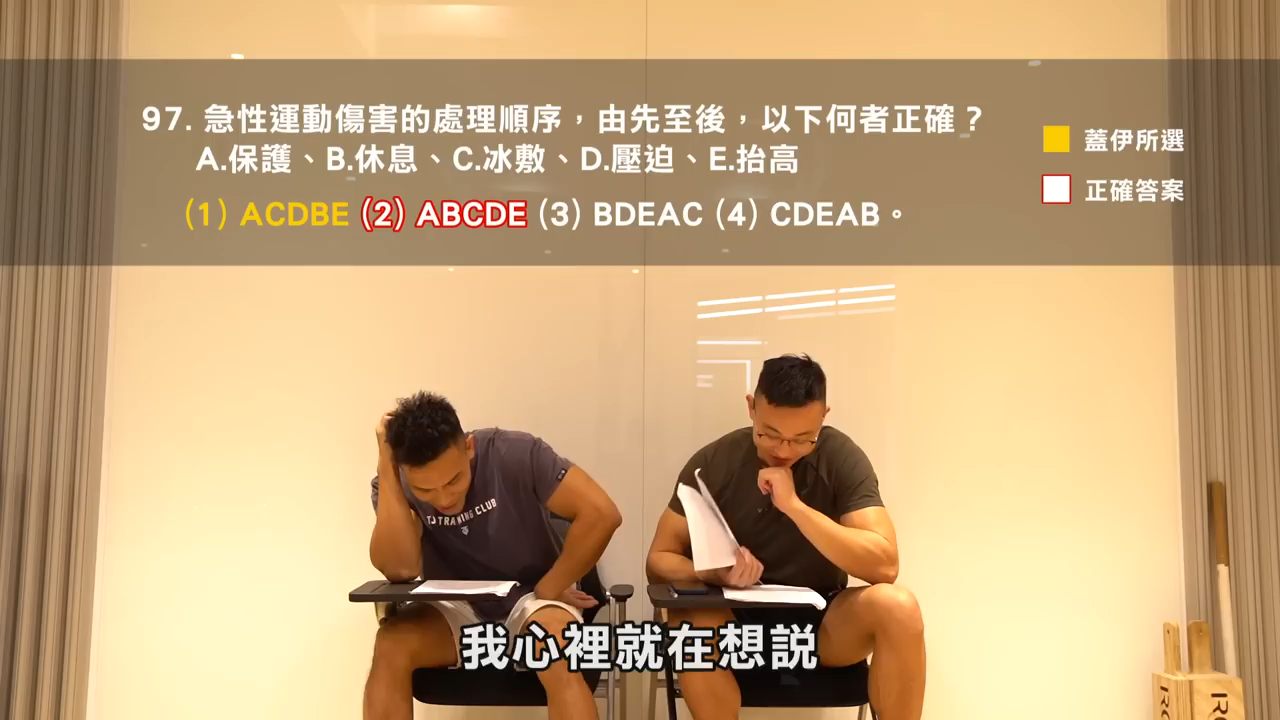 97. 急性運動傷害的處理順序，由先至後，以下何者正確？
A.保護、B.休息、C.冰敷、D.壓迫、E.抬高
(1) ACDBE (2) ABCDE (3) BDEAC (4) CDEAB。
蓋伊所選
正確答案
TJ TRAINING CLUB
我心裡就在想説